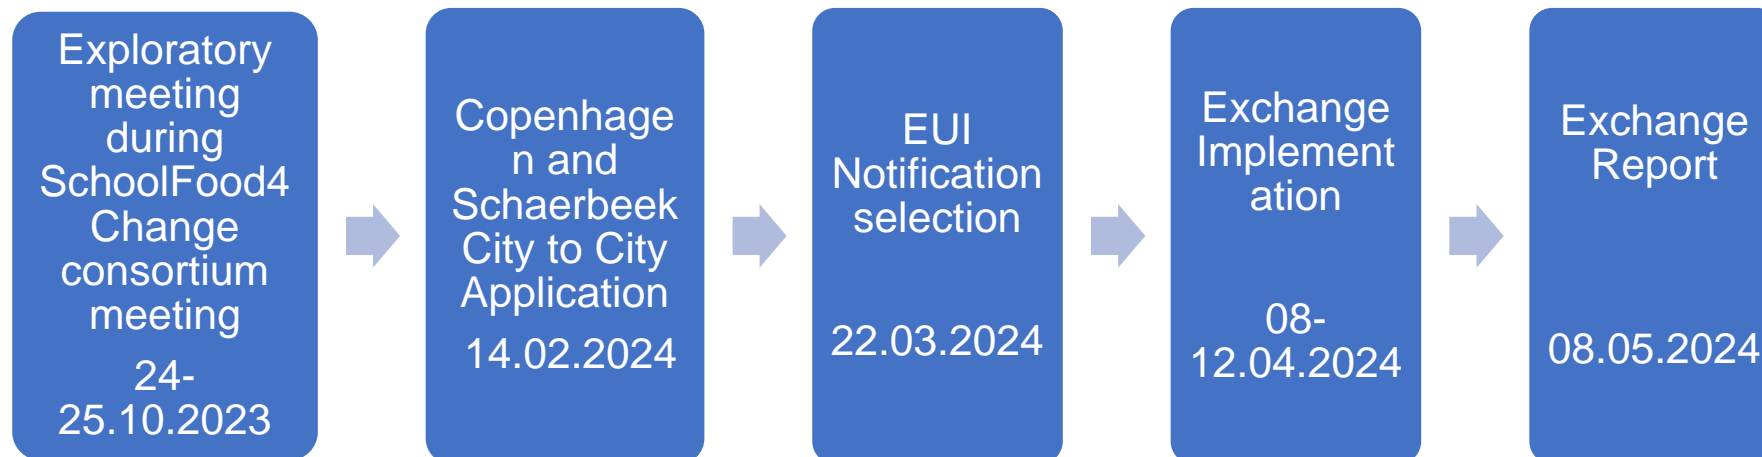 Exploratory
meeting
during
SchoolFood4
Change
consortium
meeting
24-
25.10.2023
Copenhage
n and
Schaerbeek
City to City
Application
14.02.2024
EUI
Notification
selection
22.03.2024
Exchange
Implement
ation
08-
12.04.2024
Exchange
Report
08.05.2024